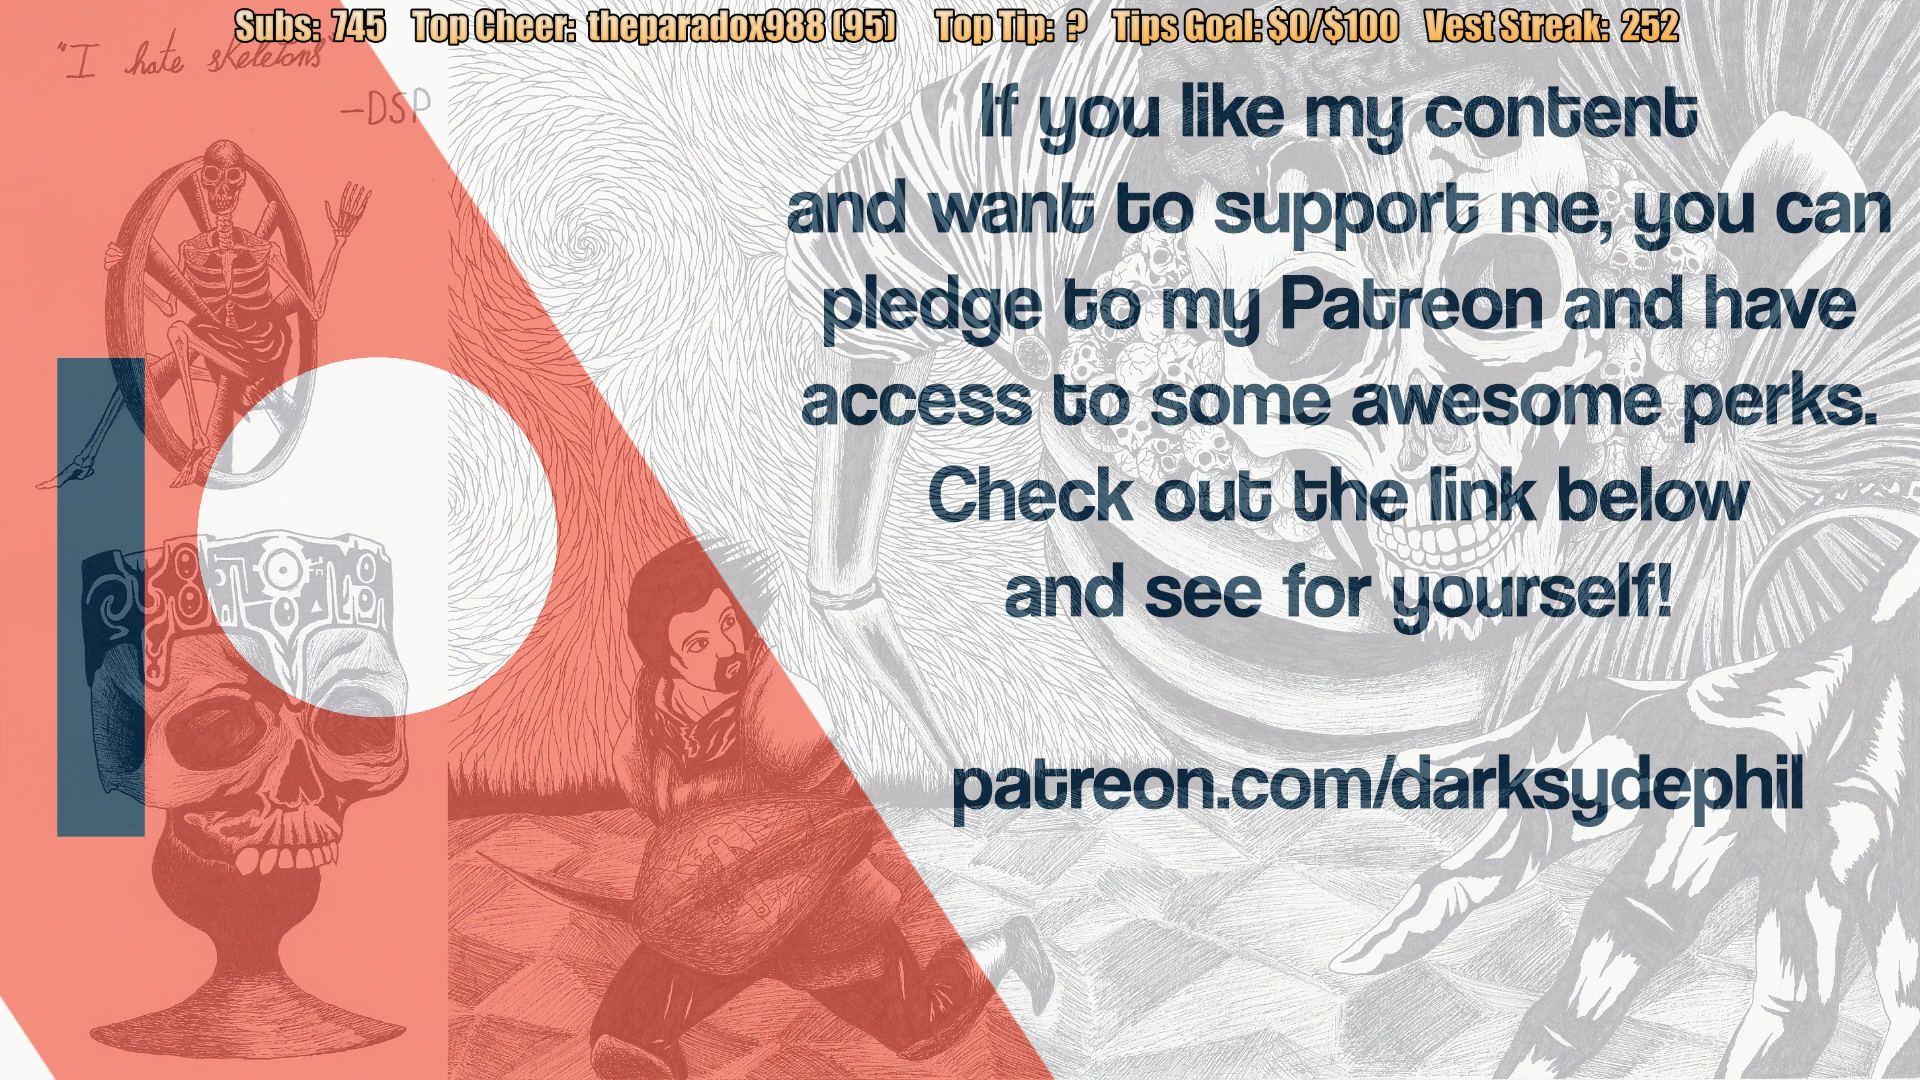 Subs: 745 Top Cheer: theparadox988 (95) Top Tip: ? Tips Goal: $0/$100 Vest Streak: 252
"I hate skeletons"
-DSP
If you like my content
and want to support me, you can
pledge to my Patreon and have
access to some awesome perks.
Check out the link below
and see for yourself!
patreon.com/darksydephil